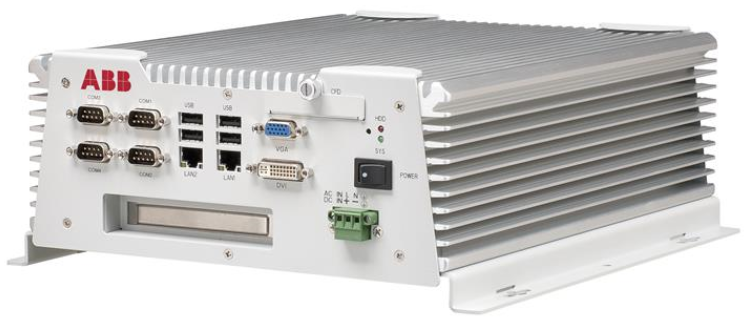 ABB
COM2 COM1 USB USB CFD
HDD
VGA
SYS
COM4 COM3 LAN2 LAN1 DVI POWER
AC IN L N
DC IN + −